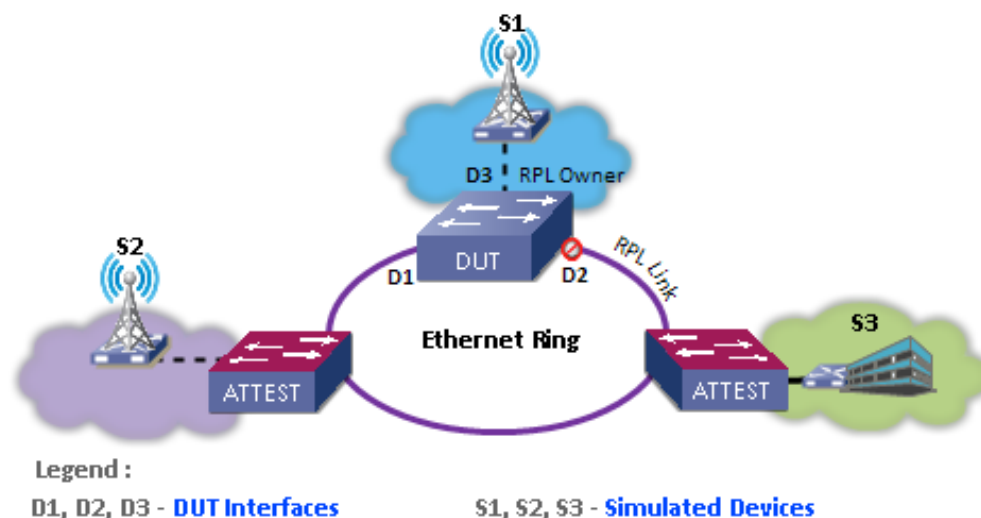 S1
D3 RPL Owner
S2
DUT
D1
D2
RPL Link
Ethernet Ring
S3
ATTEST
ATTEST
Legend :
D1, D2, D3 - DUT Interfaces
S1, S2, S3 - Simulated Devices